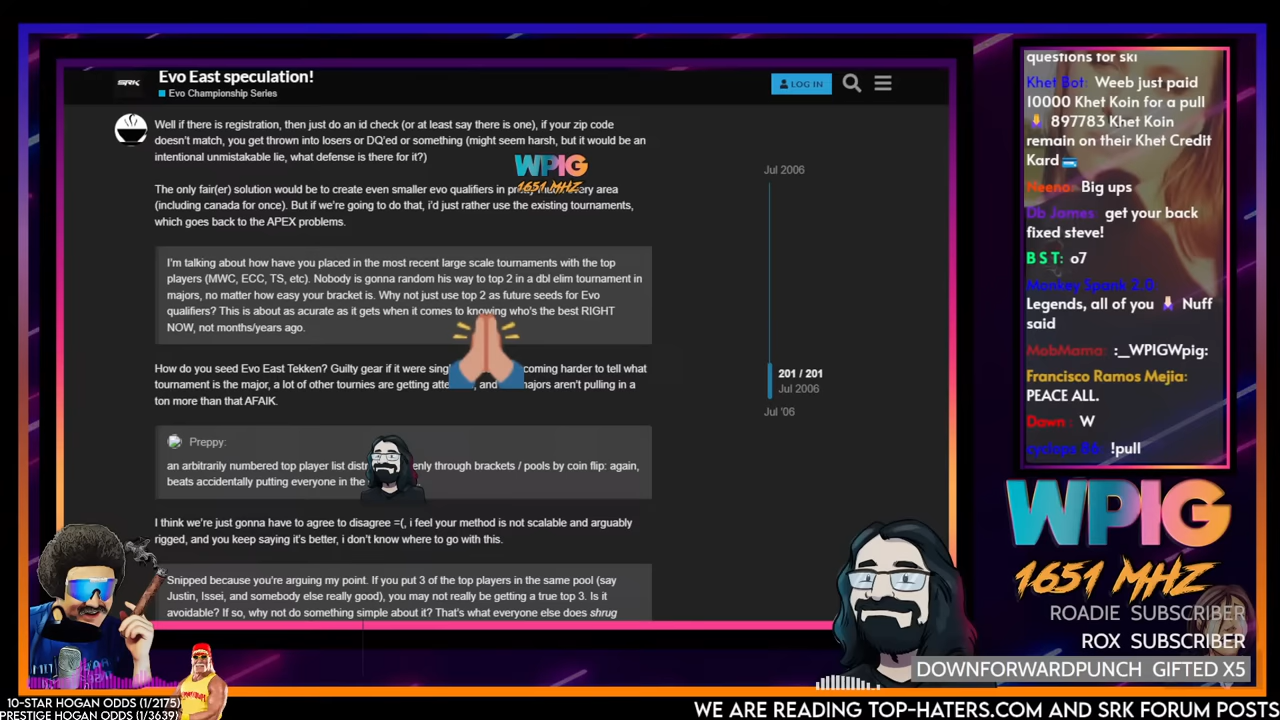 SRK
Evo East speculation!
Evo Championship Series
LOG IN
Well if there is registration, then just do an id check (or at least say there is one), if your zip code
doesn't match, you get thrown into losers or DQ'ed or something (might seem harsh, but it would be an
intentional unmistakable lie, what defense is there for it?)
The only fair(er) solution would be to create even smaller evo qualifiers in area
(including canada for once). But if we're going to do that, i'd just rather use the existing tournaments,
which goes back to the APEX problems.
WPIG
1651 MHZ
I'm talking about how have you placed in the most recent large scale tournaments with the top
players (MWC, ECC, TS, etc). Nobody is gonna random his way to top 2 in a dbl elim tournament in
majors, no matter how easy your bracket is. Why not just use top 2 as future seeds for Evo
qualifiers? This is about as acurate as it gets when it comes to knowing who's the best RIGHT
NOW, not months/years ago.
How do you seed Evo East Tekken? Guilty gear if it were coming harder to tell what
tournament is the major, a lot of other tournies are getting and majors aren't pulling in a
ton more than that AFAIK.
Preppy:
an arbitrarily numbered top player list through brackets / pools by coin flip: again,
beats accidentally putting everyone in the
I think we're just gonna have to agree to disagree =(, i feel your method is not scalable and arguably
rigged, and you keep saying it's better, i don't know where to go with this.
Snipped because you're arguing my point. If you put 3 of the top players in the same pool (say
Justin, Issei, and somebody else really good), you may not really be getting a true top 3. Is it
avoidable? If so, why not do something simple about it? That's what everyone else does shrug
Jul 2006
201 / 201
Jul 2006
Jul '06
questions for ski
Khet Bot: Weeb just paid
10000 Khet Koin for a pull
897783 Khet Koin
remain on their Khet Credit
Kard
Neeno: Big ups
Db James: get your back
fixed steve!
B S T: o7
Monkey Spank 2.0:
Legends, all of you Nuff
said
MobMama: :_WPIGWpig:
Francisco Ramos Mejia:
PEACE ALL.
Dawn: W
cyclops 86: !pull
WPIG
1651 MHZ
ROADIE SUBSCRIBER
ROX SUBSCRIBER
DOWNFORWARDPUNCH GIFTED X5
10-STAR HOGAN ODDS (1/2175)
PRESTIGE HOGAN ODDS (1/3639)
WE ARE READING TOP-HATERS.COM AND SRK FORUM POSTS